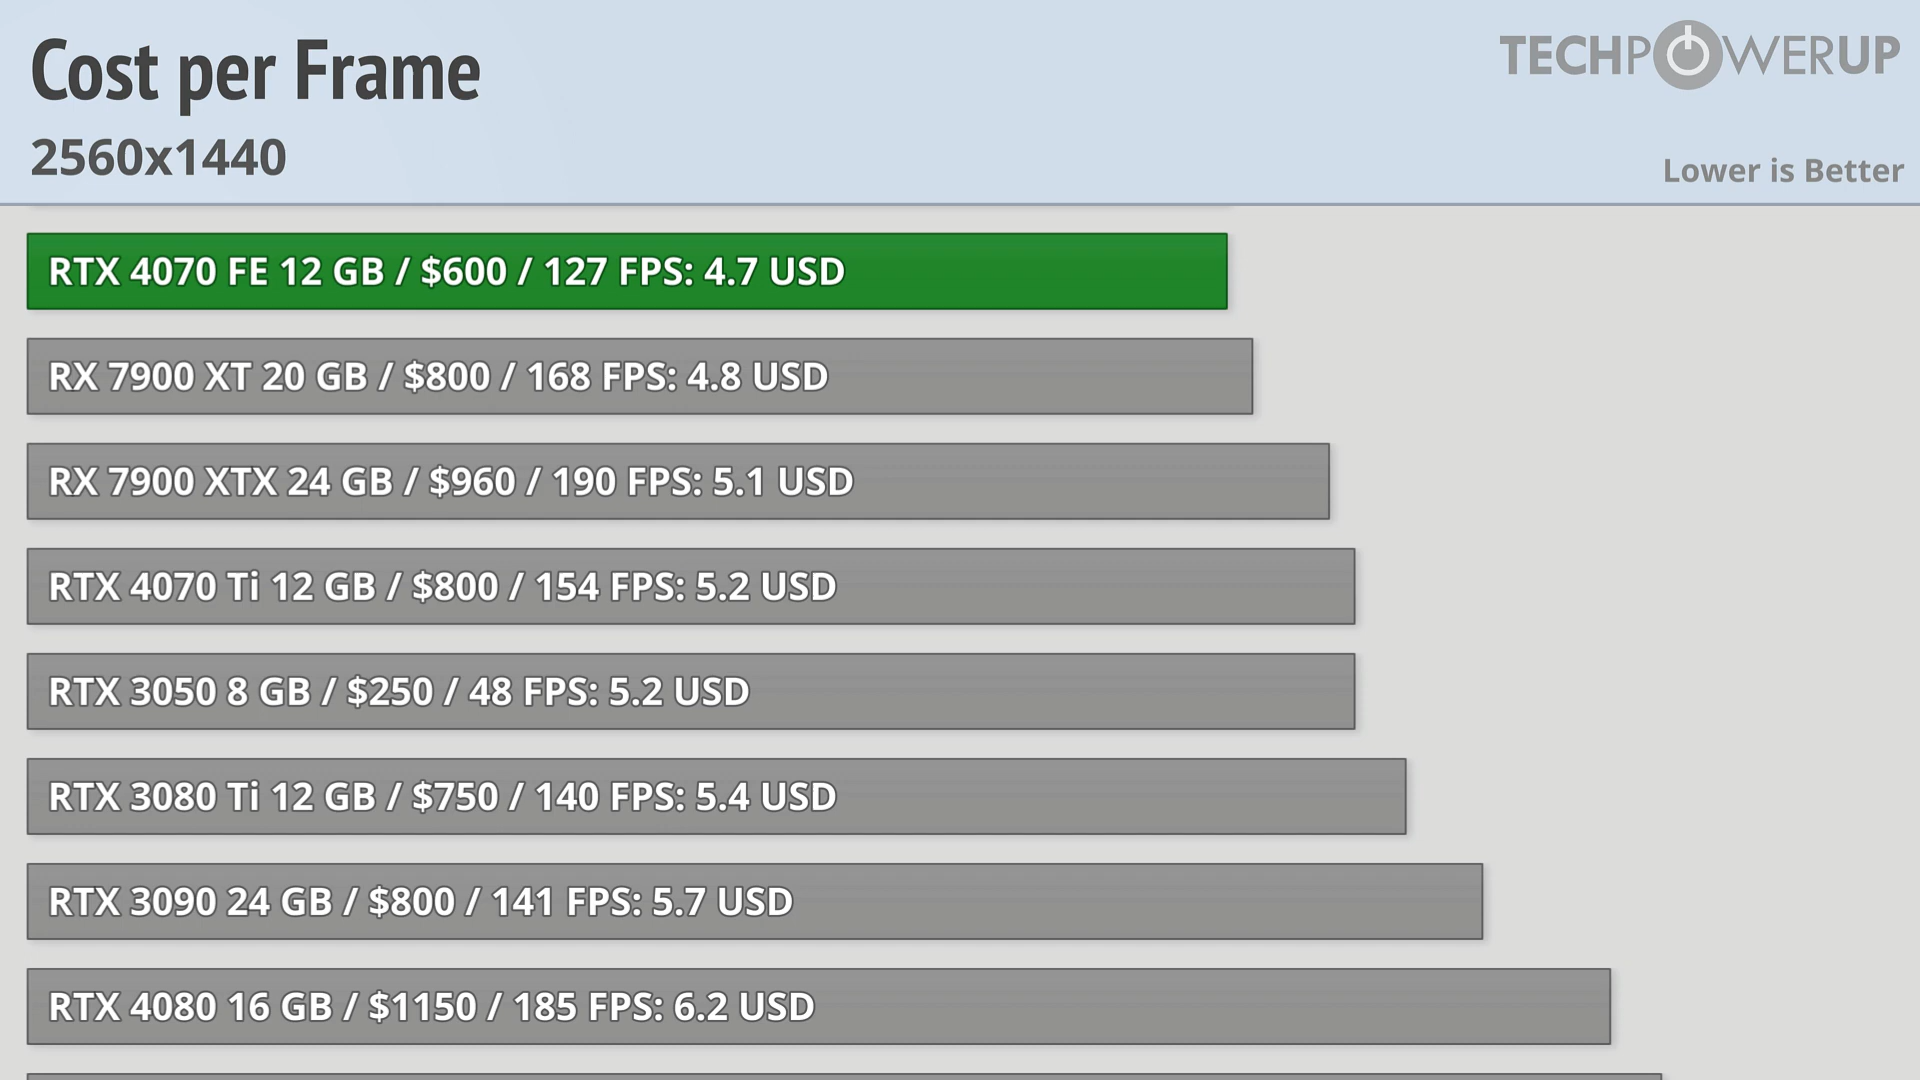 Cost per Frame
TECHPOWERUP
2560x1440
Lower is Better
RTX 4070 FE 12 GB / $600 / 127 FPS: 4.7 USD
RX 7900 XT 20 GB / $800 / 168 FPS: 4.8 USD
RX 7900 XTX 24 GB / $960 / 190 FPS: 5.1 USD
RTX 4070 Ti 12 GB / $800 / 154 FPS: 5.2 USD
RTX 3050 8 GB / $250 / 48 FPS: 5.2 USD
RTX 3080 Ti 12 GB / $750 / 140 FPS: 5.4 USD
RTX 3090 24 GB / $800 / 141 FPS: 5.7 USD
RTX 4080 16 GB / $1150 / 185 FPS: 6.2 USD